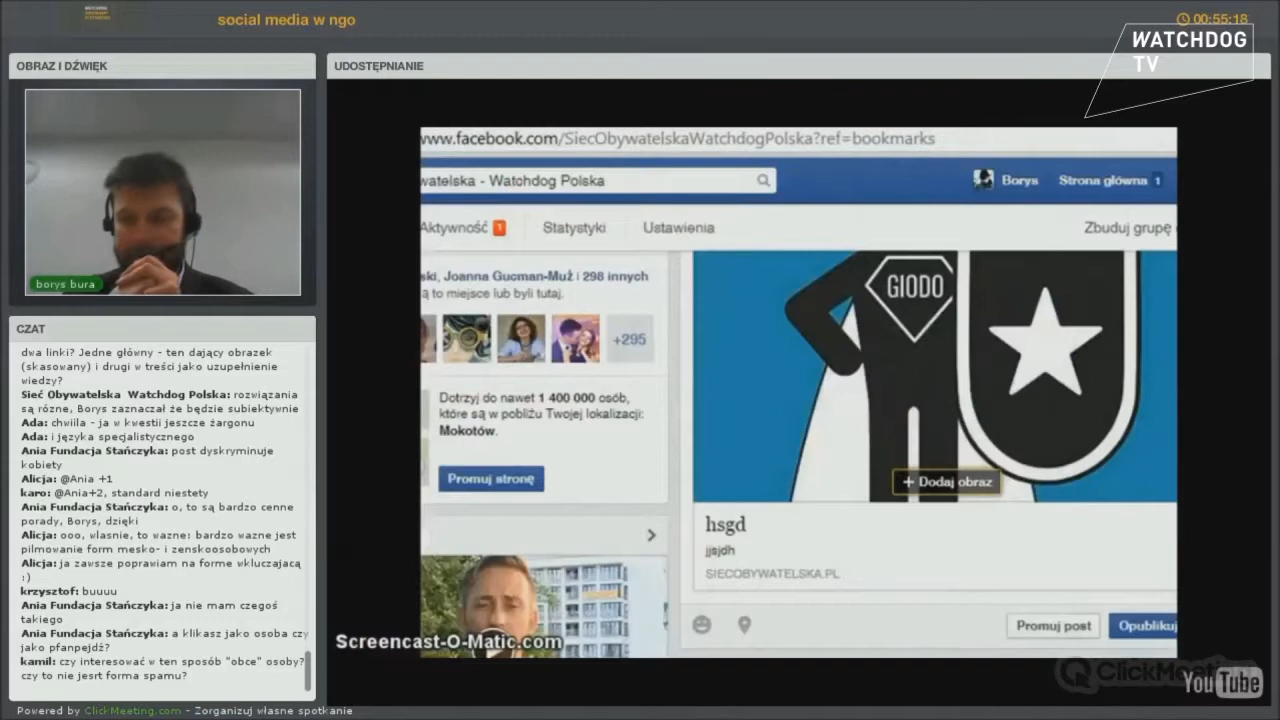 social media w ngo
00:55:18
WATCHDOG
TV
OBRAZ I DŹWIĘK
UDOSTĘPNIANIE
borys bura
CZAT
dwa linki? Jedne główny - ten dający obrazek
(skasowany) i drugi w treści jako uzupełnienie
wiedzy?
Sieć Obywatelska Watchdog Polska: rozwiązania
są rózne, Borys zaznaczał że będzie subiektywnie
Ada: chwiila - ja w kwestii jeszcze żargonu
Ada: i języka specjalistycznego
Ania Fundacja Stańczyka: post dyskryminuje
kobiety
Alicja: @Ania +1
karo: @Ania+2, standard niestety
Ania Fundacja Stańczyka: o, to są bardzo cenne
porady, Borys, dzięki
Alicja: ooo, wlasnie, to wazne: bardzo wazne jest
pilmowanie form mesko- i zenskoosobowych
Alicja: ja zawsze poprawiam na forme wkluczajacą
:)
krzysztof: buuuu
Ania Fundacja Stańczyka: ja nie mam czegoś
takiego
Ania Fundacja Stańczyka: a klikasz jako osoba czy
jako pfanpejdż?
kamil: czy interesować w ten sposób "obce" osoby?
czy to nie jesrt forma spamu?
www.facebook.com/SiecObywatelskaWatchdogPolska?ref=bookmarks
watelska - Watchdog Polska
Borys
Strona główna 1
Aktywność 1
Statystyki
Ustawienia
Zbuduj grupę
ski, Joanna Gucman-Muż i 298 innych
ą to miejsce lub byli tutaj.
+295
Dotrzyj do nawet 1 400 000 osób,
które są w pobliżu Twojej lokalizacji:
Mokotów.
Promuj stronę
GIODO
+ Dodaj obraz
hsgd
jjsjdh
SIECOBYWATELSKA.PL
Promuj post
Opublikuj
Screencast-O-Matic.com
ClickMeeting
YouTube
Powered by ClickMeeting.com - Zorganizuj własne spotkanie